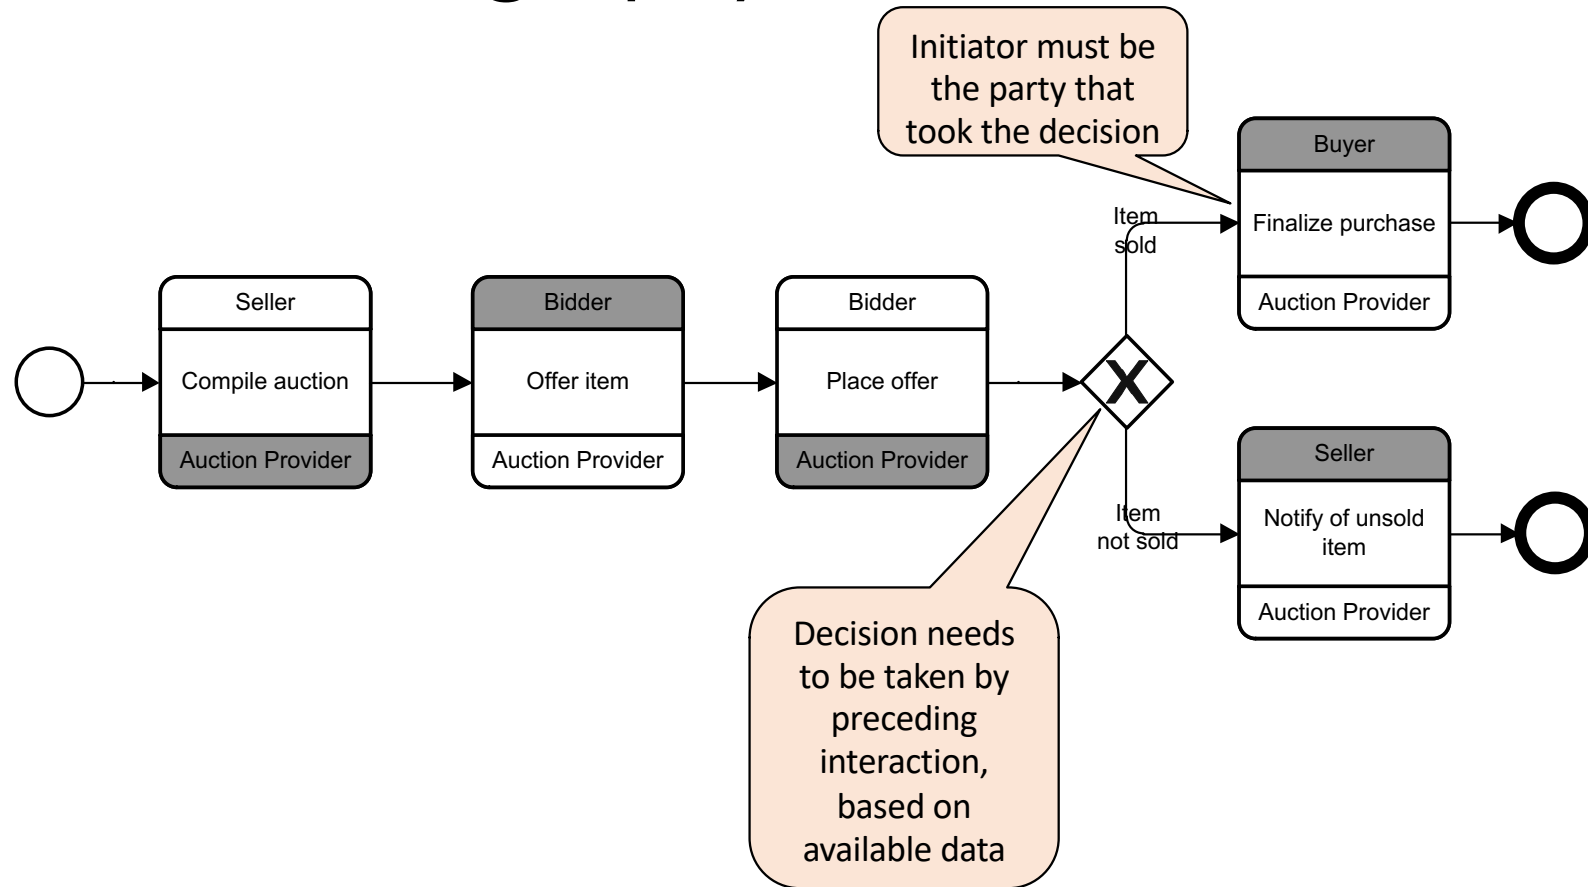 Initiator must be
the party that
took the decision
Buyer
Finalize purchase
Auction Provider
Item
sold
Seller
Compile auction
Auction Provider
Bidder
Offer item
Auction Provider
Bidder
Place offer
Auction Provider
X
Item
not sold
Seller
Notify of unsold
item
Auction Provider
Decision needs
to be taken by
preceding
interaction,
based on
available data